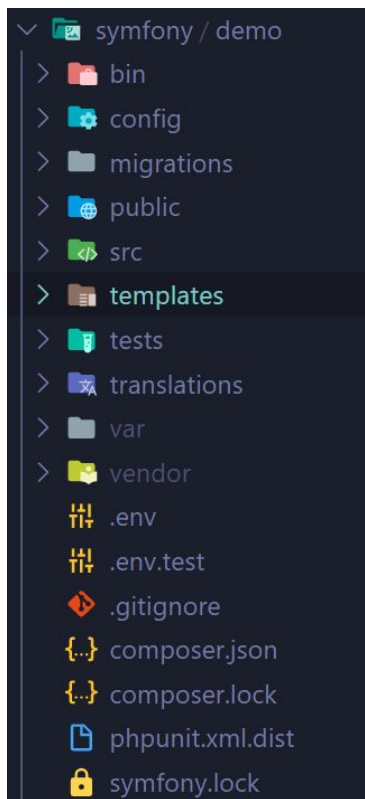 symfony / demo
bin
config
migrations
public
src
templates
tests
translations
var
vendor
.env
.env.test
.gitignore
composer.json
composer.lock
phpunit.xml.dist
symfony.lock